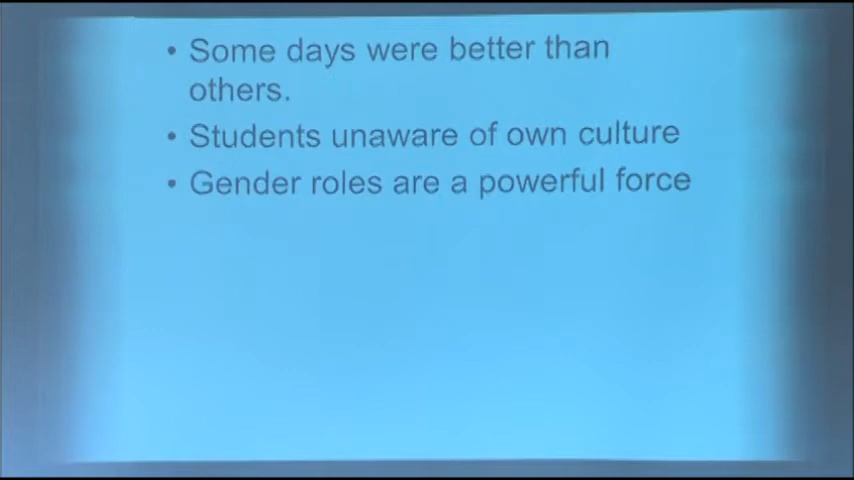 • Some days were better than
others.
• Students unaware of own culture
• Gender roles are a powerful force